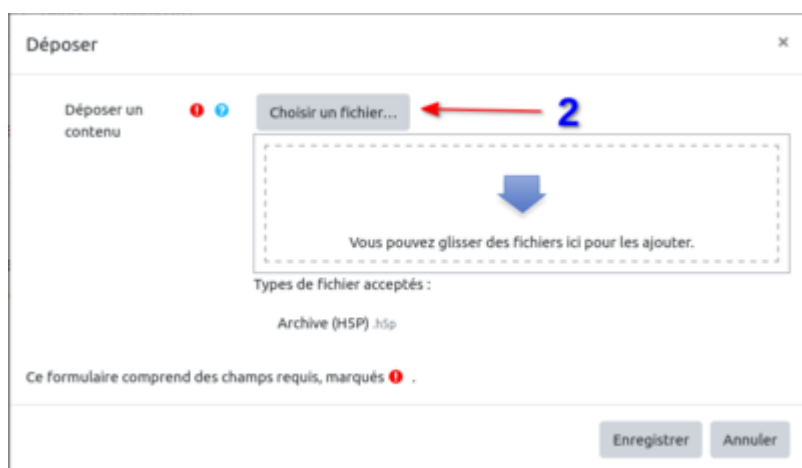 Déposer ×
Déposer un contenu
Choisir un fichier...
2
Vous pouvez glisser des fichiers ici pour les ajouter.
Types de fichier acceptés :
Archive (H5P) .h5p
Ce formulaire comprend des champs requis, marqués .
Enregistrer Annuler